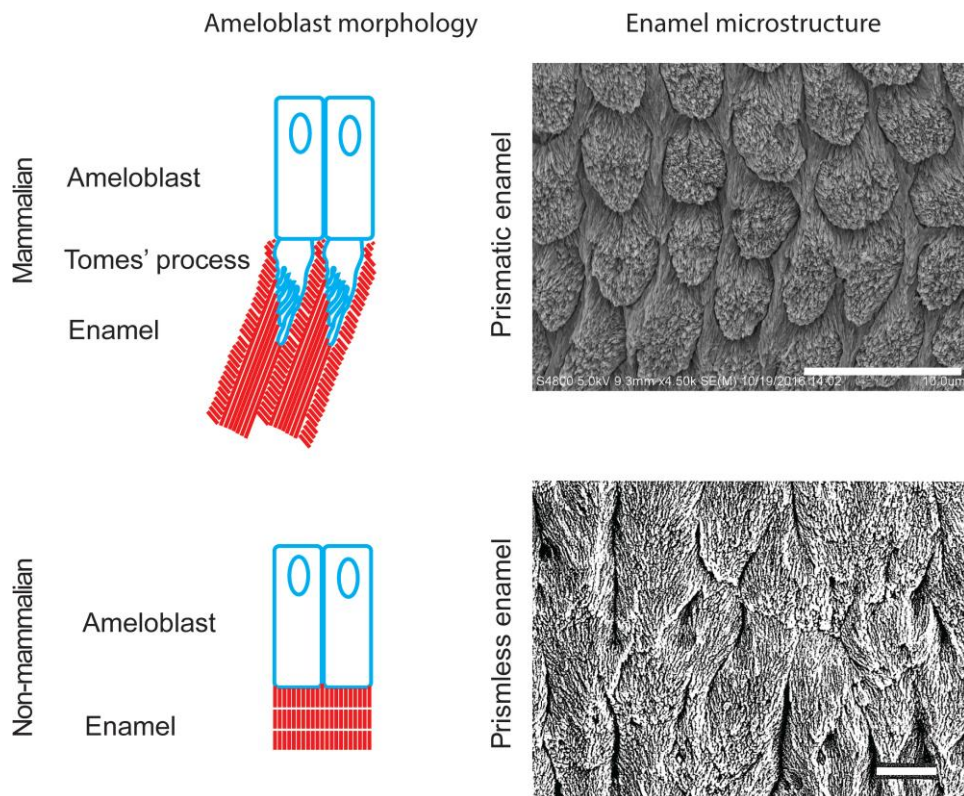 Ameloblast morphology
Enamel microstructure
Mammalian
Ameloblast
Tomes' process
Enamel
Prismatic enamel
S4800 5.0kV 9.3mm x4.50k SE(M) 10/19/2016 14:02
10.0um
Non-mammalian
Ameloblast
Enamel
Prismless enamel